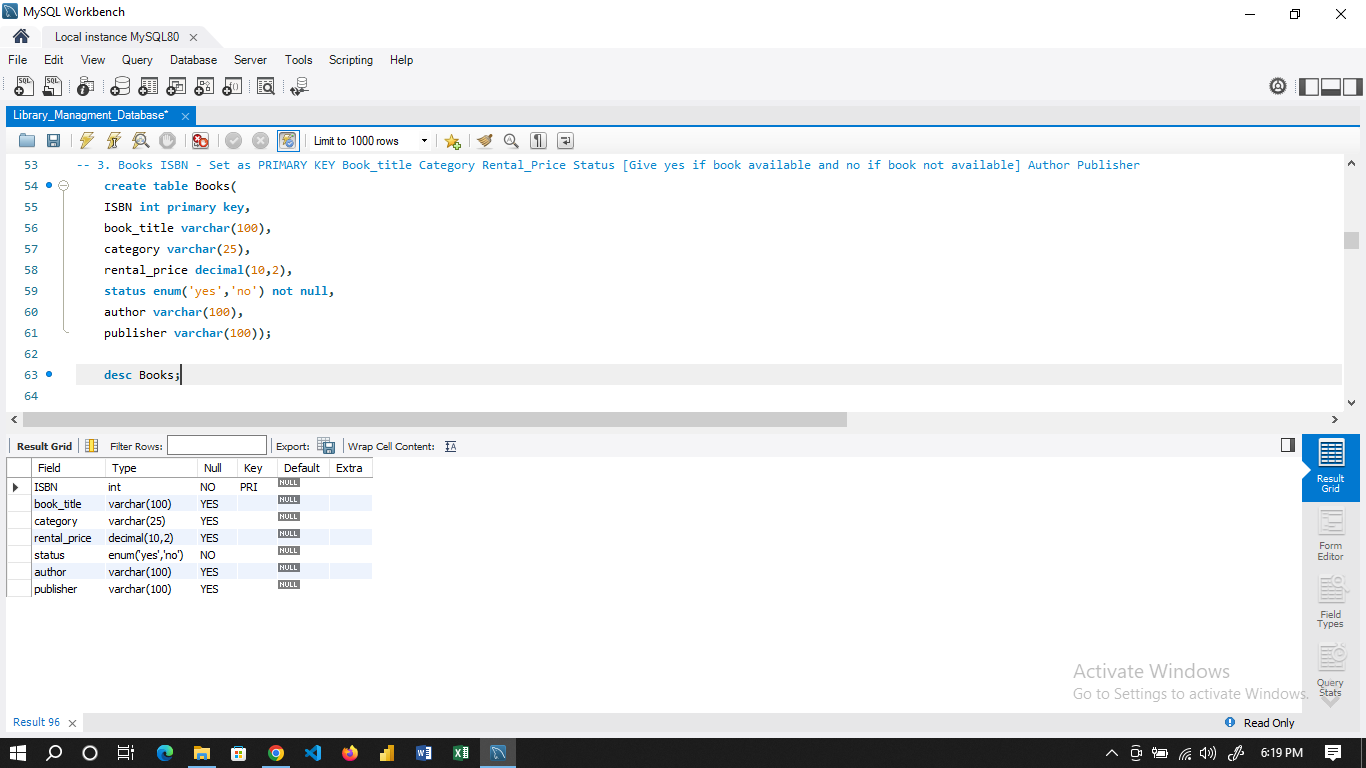 MySQL Workbench
Local instance MySQL80
File Edit View Query Database Server Tools Scripting Help
Library_Managment_Database*
Limit to 1000 rows
53 -- 3. Books ISBN - Set as PRIMARY KEY Book_title Category Rental_Price Status [Give yes if book available and no if book not available] Author Publisher
54 create table Books(
55 ISBN int primary key,
56 book_title varchar(100),
57 category varchar(25),
58 rental_price decimal(10,2),
59 status enum('yes','no') not null,
60 author varchar(100),
61 publisher varchar(100));
62
63 desc Books;
64
Result Grid Filter Rows: Export: Wrap Cell Content:
Field Type Null Key Default Extra
ISBN int NO PRI NULL
book_title varchar(100) YES NULL
category varchar(25) YES NULL
rental_price decimal(10,2) YES NULL
status enum('yes','no') NO NULL
author varchar(100) YES NULL
publisher varchar(100) YES NULL
Result
Grid
Form
Editor
Field
Types
Query
Stats
Activate Windows
Go to Settings to activate Windows.
Result 96
Read Only
6:19 PM